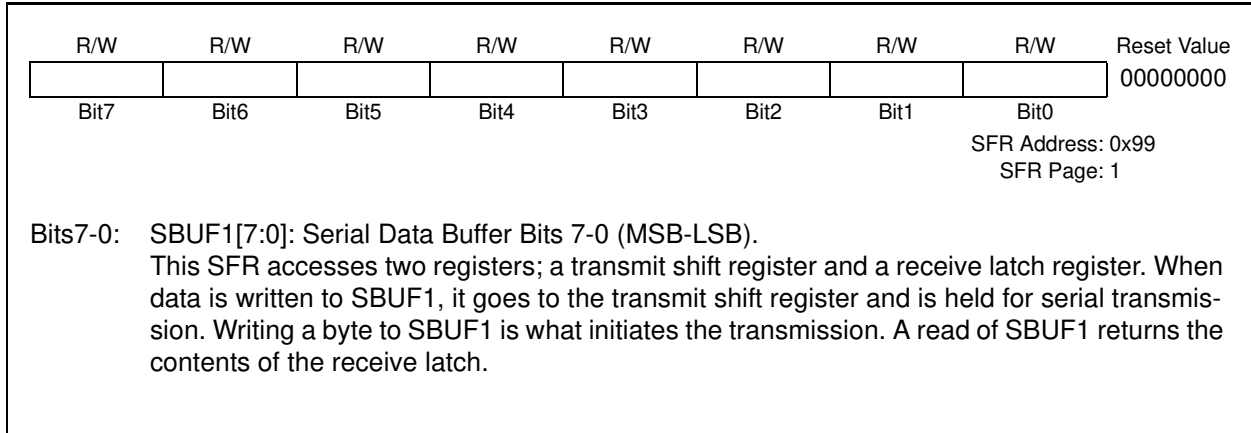 R/W R/W R/W R/W R/W R/W R/W R/W Reset Value
00000000
Bit7 Bit6 Bit5 Bit4 Bit3 Bit2 Bit1 Bit0
SFR Address: 0x99
SFR Page: 1
Bits7-0: SBUF1[7:0]: Serial Data Buffer Bits 7-0 (MSB-LSB).
This SFR accesses two registers; a transmit shift register and a receive latch register. When
data is written to SBUF1, it goes to the transmit shift register and is held for serial transmis-
sion. Writing a byte to SBUF1 is what initiates the transmission. A read of SBUF1 returns the
contents of the receive latch.